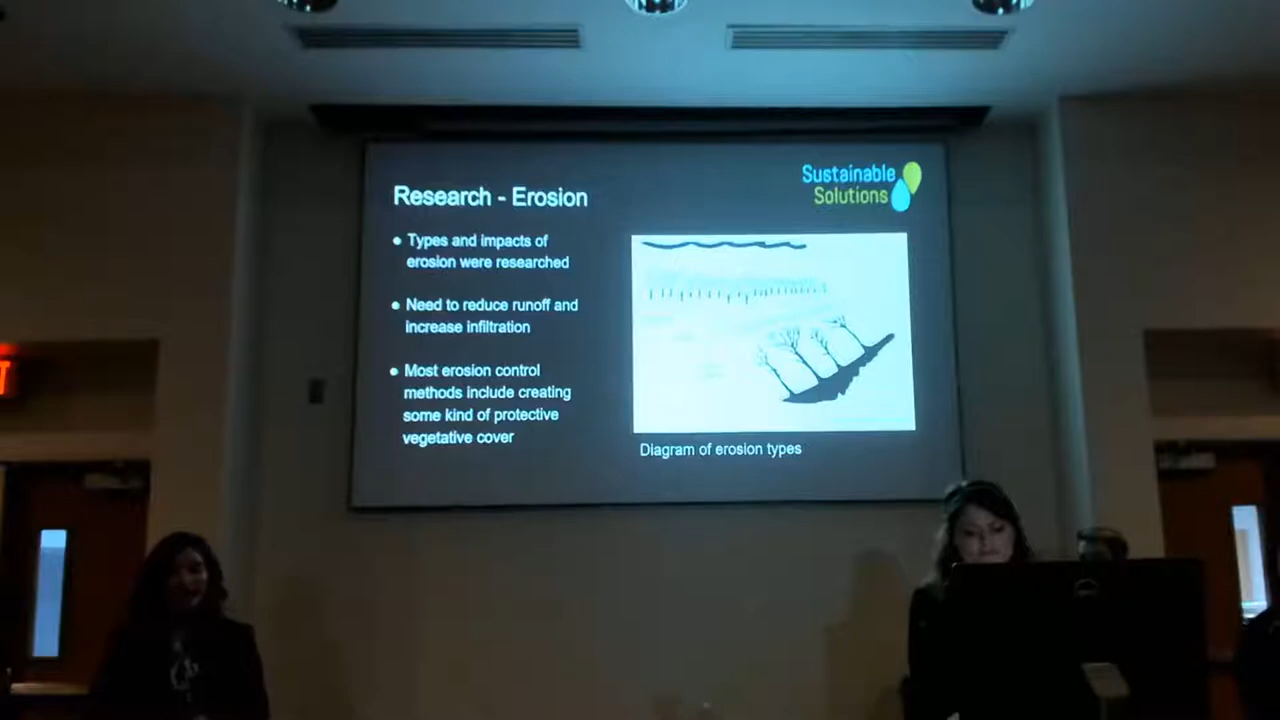 Sustainable
Solutions
Research - Erosion
• Types and impacts of
erosion were researched
• Need to reduce runoff and
increase infiltration
• Most erosion control
methods include creating
some kind of protective
vegetative cover
Diagram of erosion types